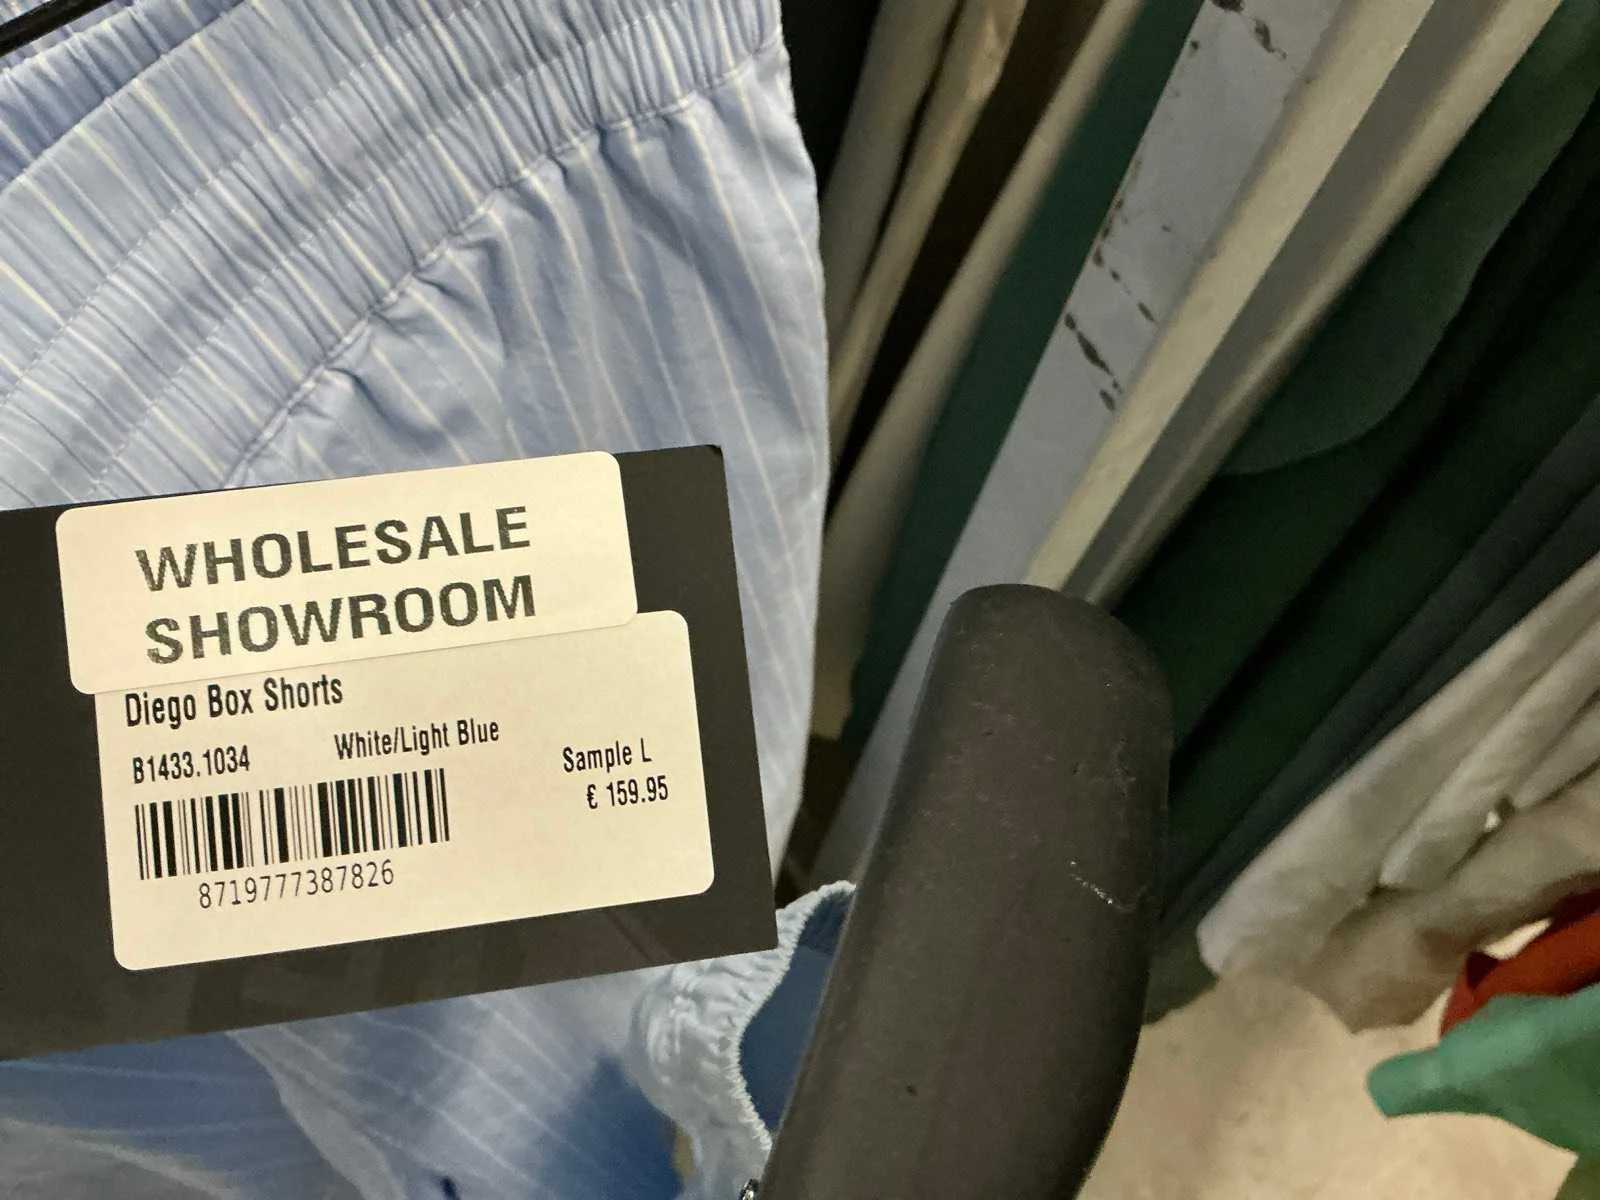 WHOLESALE
SHOWROOM
Diego Box Shorts
B1433.1034 White/Light Blue Sample L
€ 159.95
8719777387826